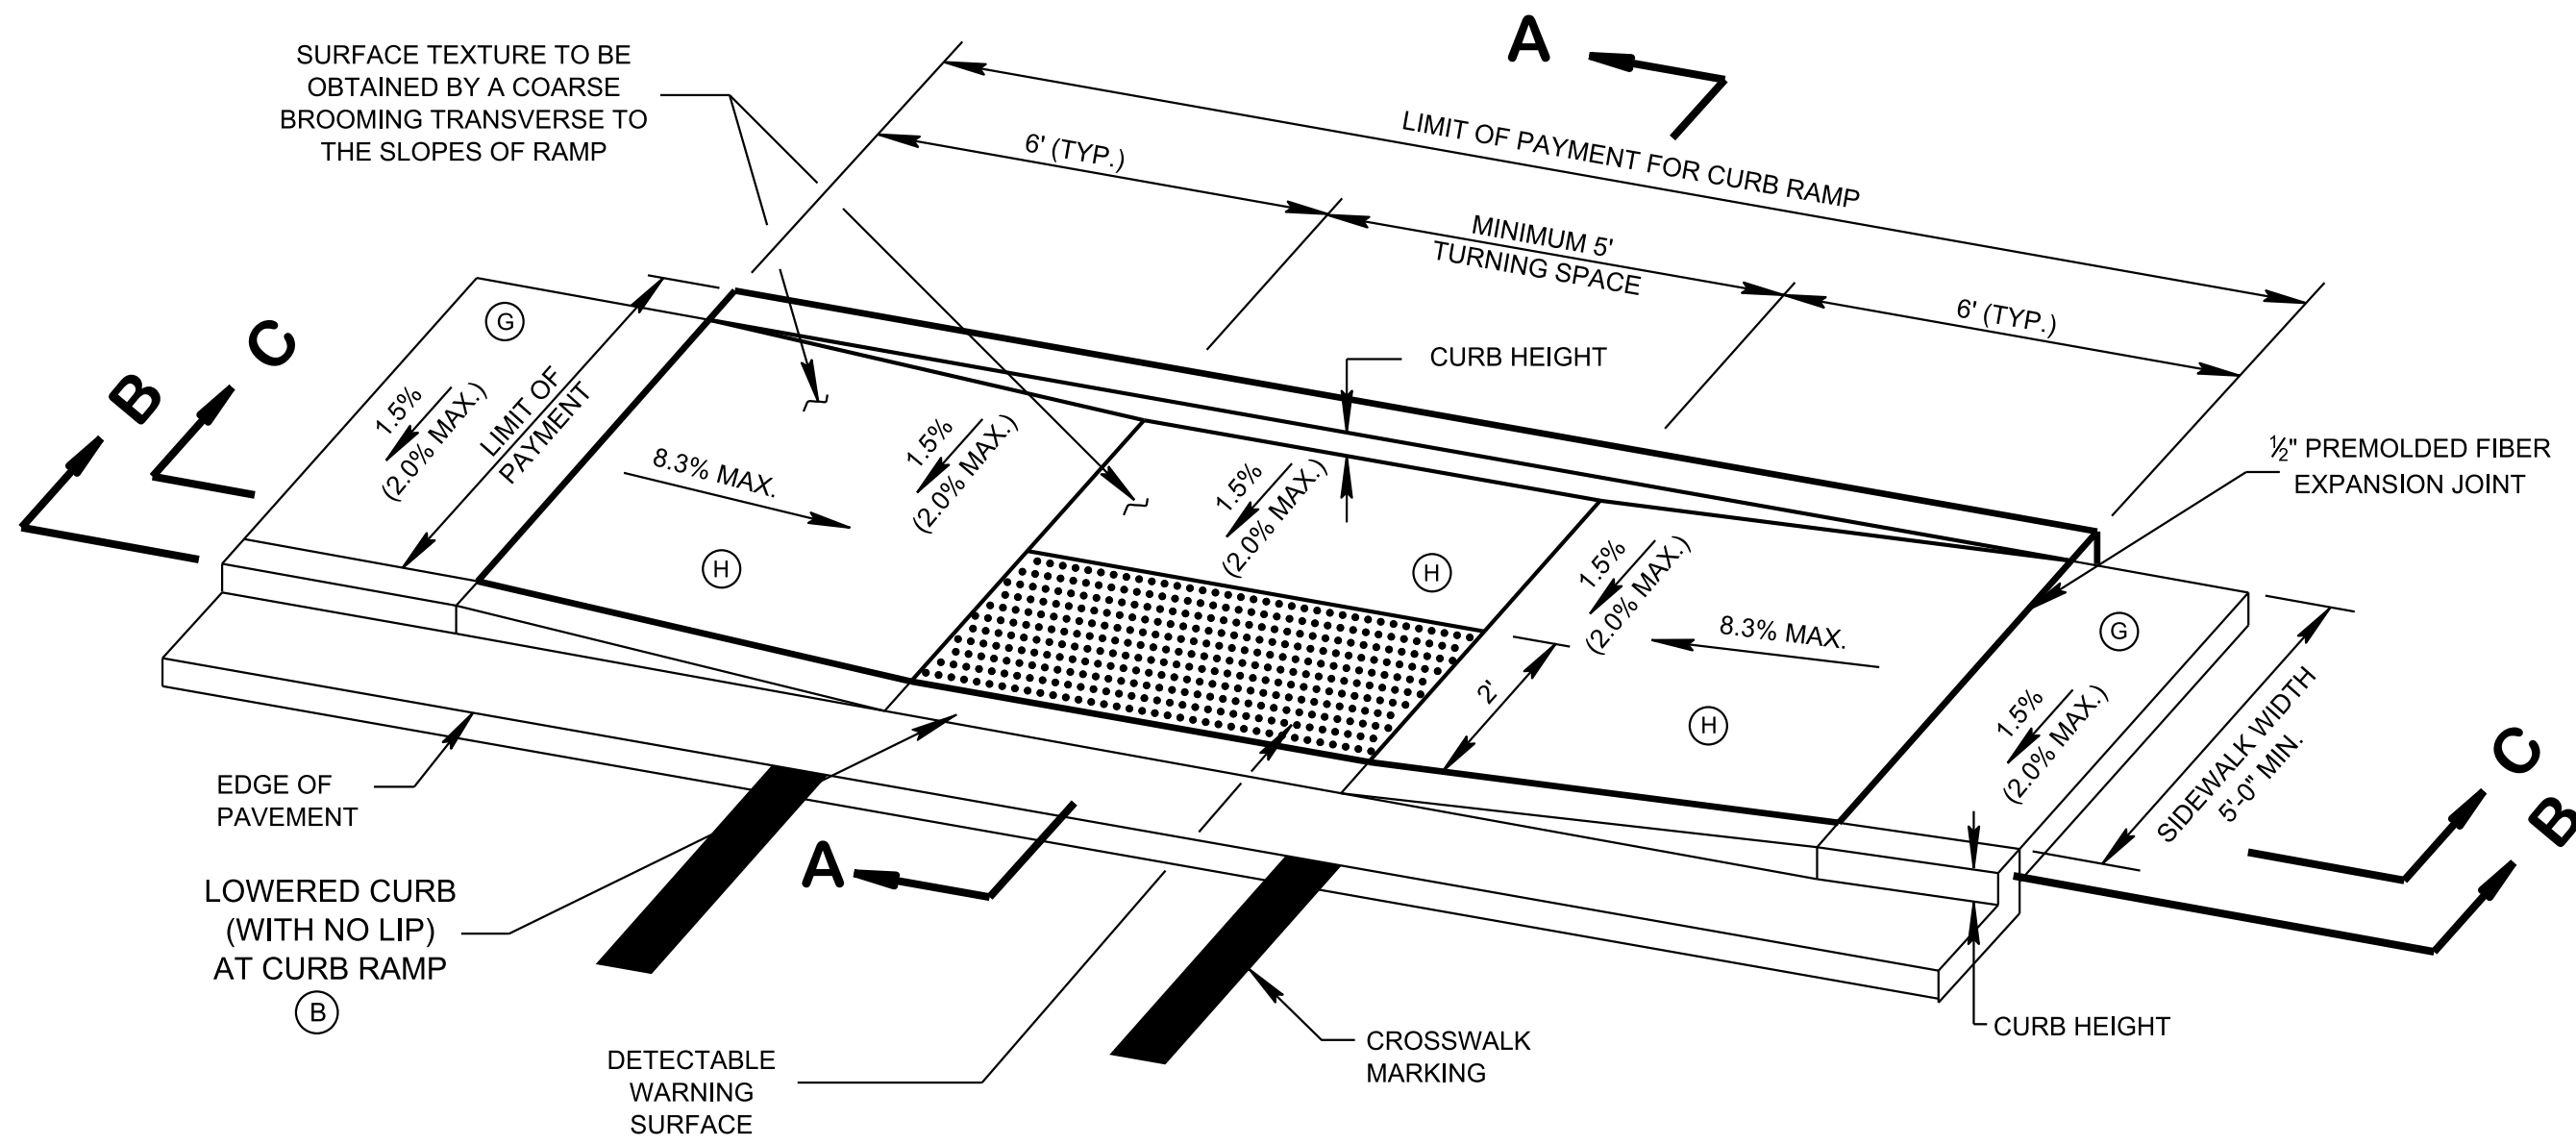 SURFACE TEXTURE TO BE
OBTAINED BY A COARSE
BROOMING TRANSVERSE TO
THE SLOPES OF RAMP
A
LIMIT OF PAYMENT FOR CURB RAMP
6' (TYP.)
MINIMUM 5'
TURNING SPACE
6' (TYP.)
CURB HEIGHT
½" PREMOLDED FIBER
EXPANSION JOINT
G
C
B
1.5%
(2.0% MAX.)
LIMIT OF
PAYMENT
8.3% MAX.
1.5%
(2.0% MAX.)
H
1.5%
(2.0% MAX.)
H
1.5%
(2.0% MAX.)
8.3% MAX.
G
2'
H
1.5%
(2.0% MAX.)
SIDEWALK WIDTH
5'-0" MIN.
C
B
EDGE OF
PAVEMENT
LOWERED CURB
(WITH NO LIP)
AT CURB RAMP
B
A
DETECTABLE
WARNING
SURFACE
CROSSWALK
MARKING
CURB HEIGHT